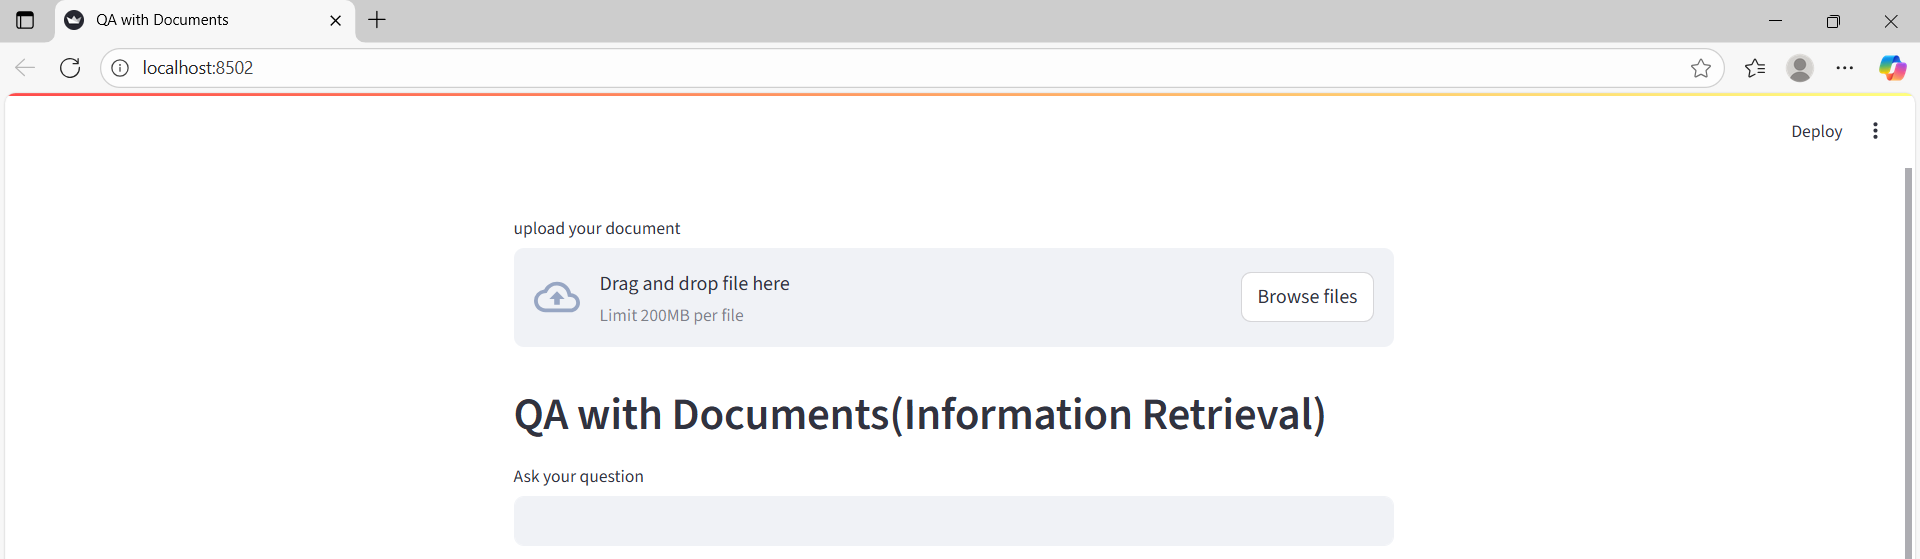 QA with Documents
localhost:8502
Deploy
upload your document
Drag and drop file here
Limit 200MB per file
Browse files
QA with Documents(Information Retrieval)
Ask your question